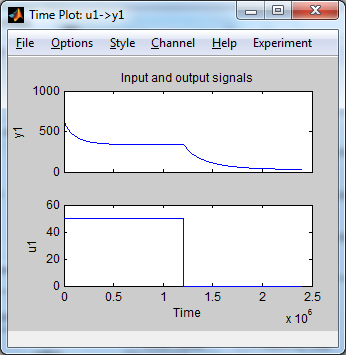 Time Plot: u1->y1
File Options Style Channel Help Experiment
Input and output signals
1000
500
0
y1
60
40
20
0
u1
0 0.5 1 1.5 2 2.5
Time
x 10^6